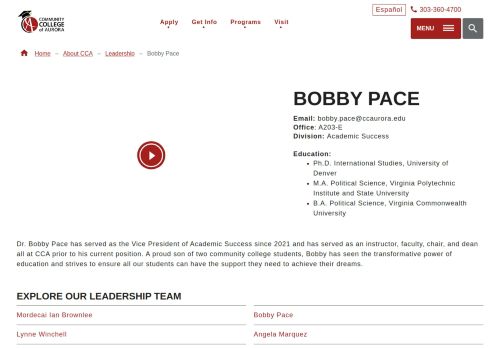 COMMUNITY
COLLEGE
of AURORA
Apply
Get Info
Programs
Visit
Español
303-360-4700
MENU
Home – About CCA – Leadership – Bobby Pace
BOBBY PACE
Email: bobby.pace@ccaurora.edu
Office: A203-E
Division: Academic Success
Education:
• Ph.D. International Studies, University of
Denver
• M.A. Political Science, Virginia Polytechnic
Institute and State University
• B.A. Political Science, Virginia Commonwealth
University
Dr. Bobby Pace has served as the Vice President of Academic Success since 2021 and has served as an instructor, faculty, chair, and dean
all at CCA prior to his current position. A proud son of two community college students, Bobby has seen the transformative power of
education and strives to ensure all our students can have the support they need to achieve their dreams.
EXPLORE OUR LEADERSHIP TEAM
Mordecai Ian Brownlee
Bobby Pace
Lynne Winchell
Angela Marquez